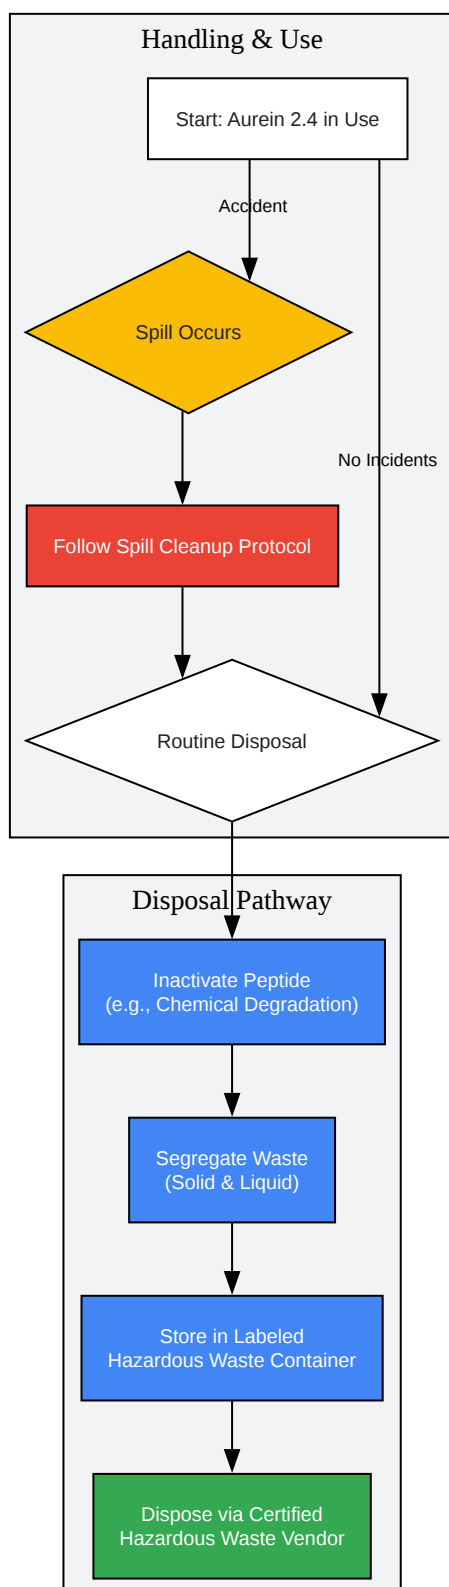 Handling & Use
Start: Aurein 2.4 in Use
Accident
Spill Occurs
No Incidents
Follow Spill Cleanup Protocol
Routine Disposal
Disposal Pathway
Inactivate Peptide
(e.g., Chemical Degradation)
Segregate Waste
(Solid & Liquid)
Store in Labeled
Hazardous Waste Container
Dispose via Certified
Hazardous Waste Vendor